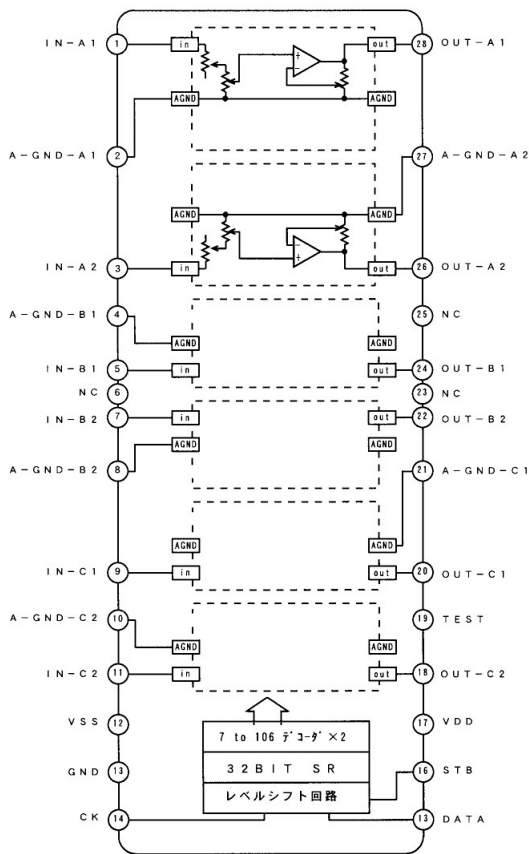 IN-A1 1 in out 28 OUT-A1
+
-
AGND AGND
A-GND-A1 2 27 A-GND-A2
AGND AGND
-
+
IN-A2 3 in out 26 OUT-A2
A-GND-B1 4 25 NC
AGND AGND
IN-B1 5 in out 24 OUT-B1
NC 6 23 NC
IN-B2 7 in out 22 OUT-B2
AGND AGND
A-GND-B2 8 21 A-GND-C1
AGND AGND
IN-C1 9 in out 20 OUT-C1
A-GND-C2 10 19 TEST
AGND AGND
IN-C2 11 in out 18 OUT-C2
VSS 12 17 VDD
7 to 106 デコーダ×2
GND 13 32BIT SR 16 STB
レベルシフト回路
CK 14 13 DATA